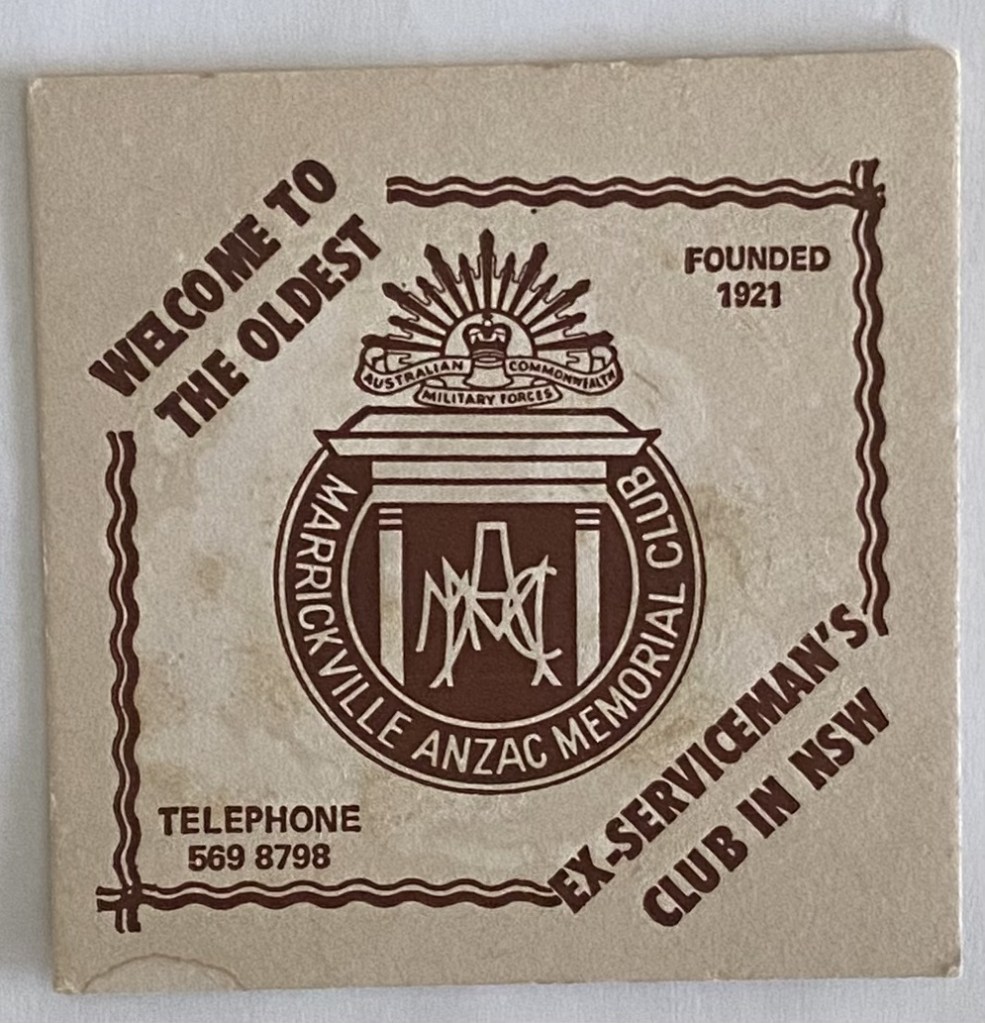 WELCOME TO
THE OLDEST
FOUNDED
1921
AUSTRALIAN COMMONWEALTH
MILITARY FORCES
MARRICKVILLE ANZAC MEMORIAL CLUB
MAMC
TELEPHONE
569 8798
EX-SERVICEMAN'S
CLUB IN NSW